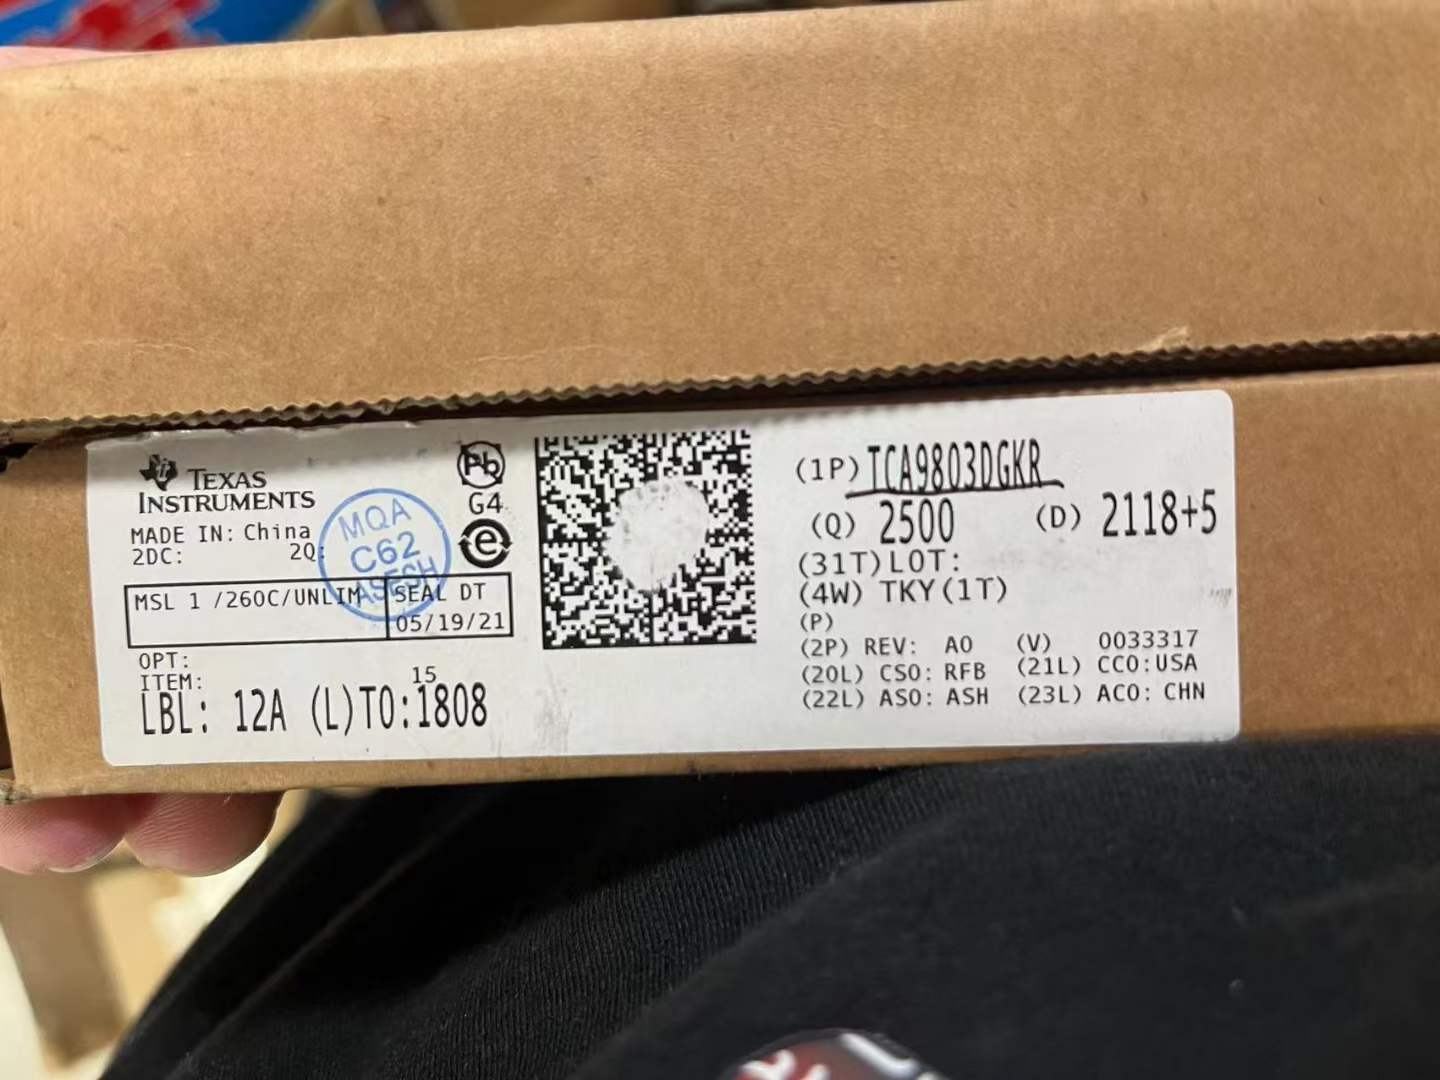 TEXAS
INSTRUMENTS
MADE IN: China
2DC: 2Q:
MQA
C62
ASESH
Pb
G4
e
MSL 1 /260C/UNLIM
SEAL DT
05/19/21
OPT:
ITEM: 15
LBL: 12A (L)TO:1808
(1P) TCA9803DGKR
(Q) 2500 (D) 2118+5
(31T)LOT:
(4W) TKY(1T)
(P)
(2P) REV: A0 (V) 0033317
(20L) CSO: RFB (21L) CCO:USA
(22L) ASO: ASH (23L) ACO: CHN